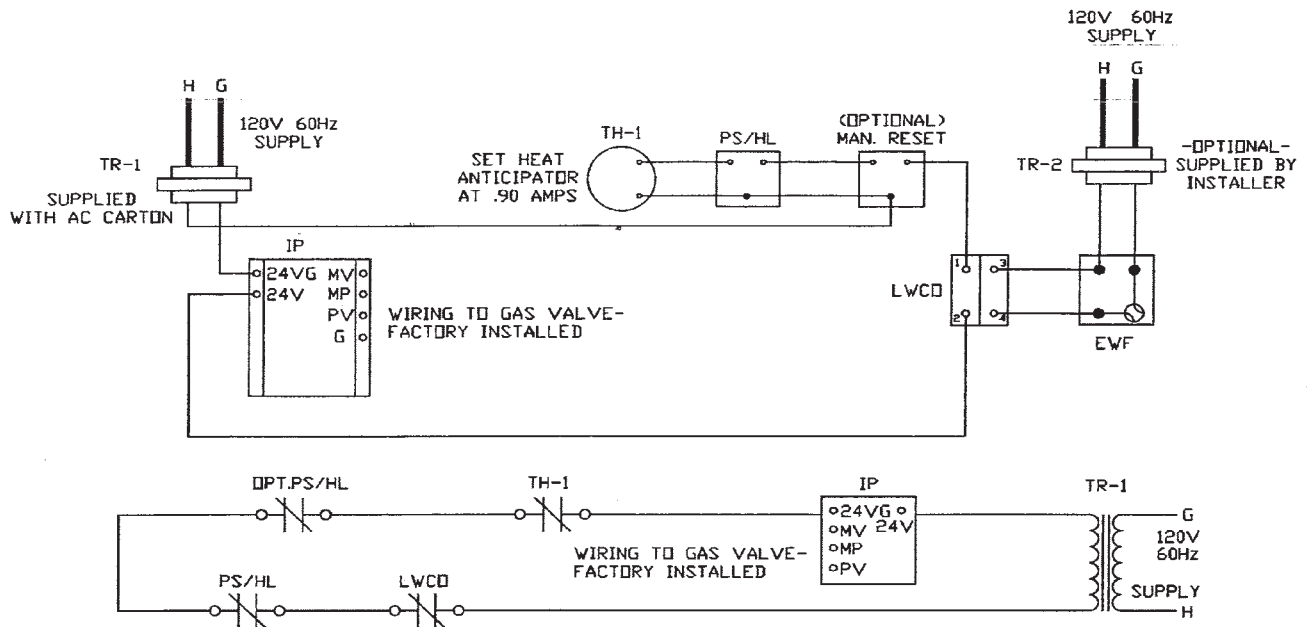 120V 60Hz
SUPPLY
H G
H G
120V 60Hz
SUPPLY
TR-1
SUPPLIED
WITH AC CARTON
SET HEAT
ANTICIPATOR
AT .90 AMPS
TH-1
PS/HL
(OPTIONAL)
MAN. RESET
TR-2
-OPTIONAL-
SUPPLIED BY
INSTALLER
IP
24VG MV
24V MP
PV
G
WIRING TO GAS VALVE-
FACTORY INSTALLED
LWCO
1 3
2 4
EWF
OPT.PS/HL
TH-1
IP
TR-1
24VG
MV 24V
MP
PV
WIRING TO GAS VALVE-
FACTORY INSTALLED
G
120V
60Hz
SUPPLY
H
PS/HL
LWCO